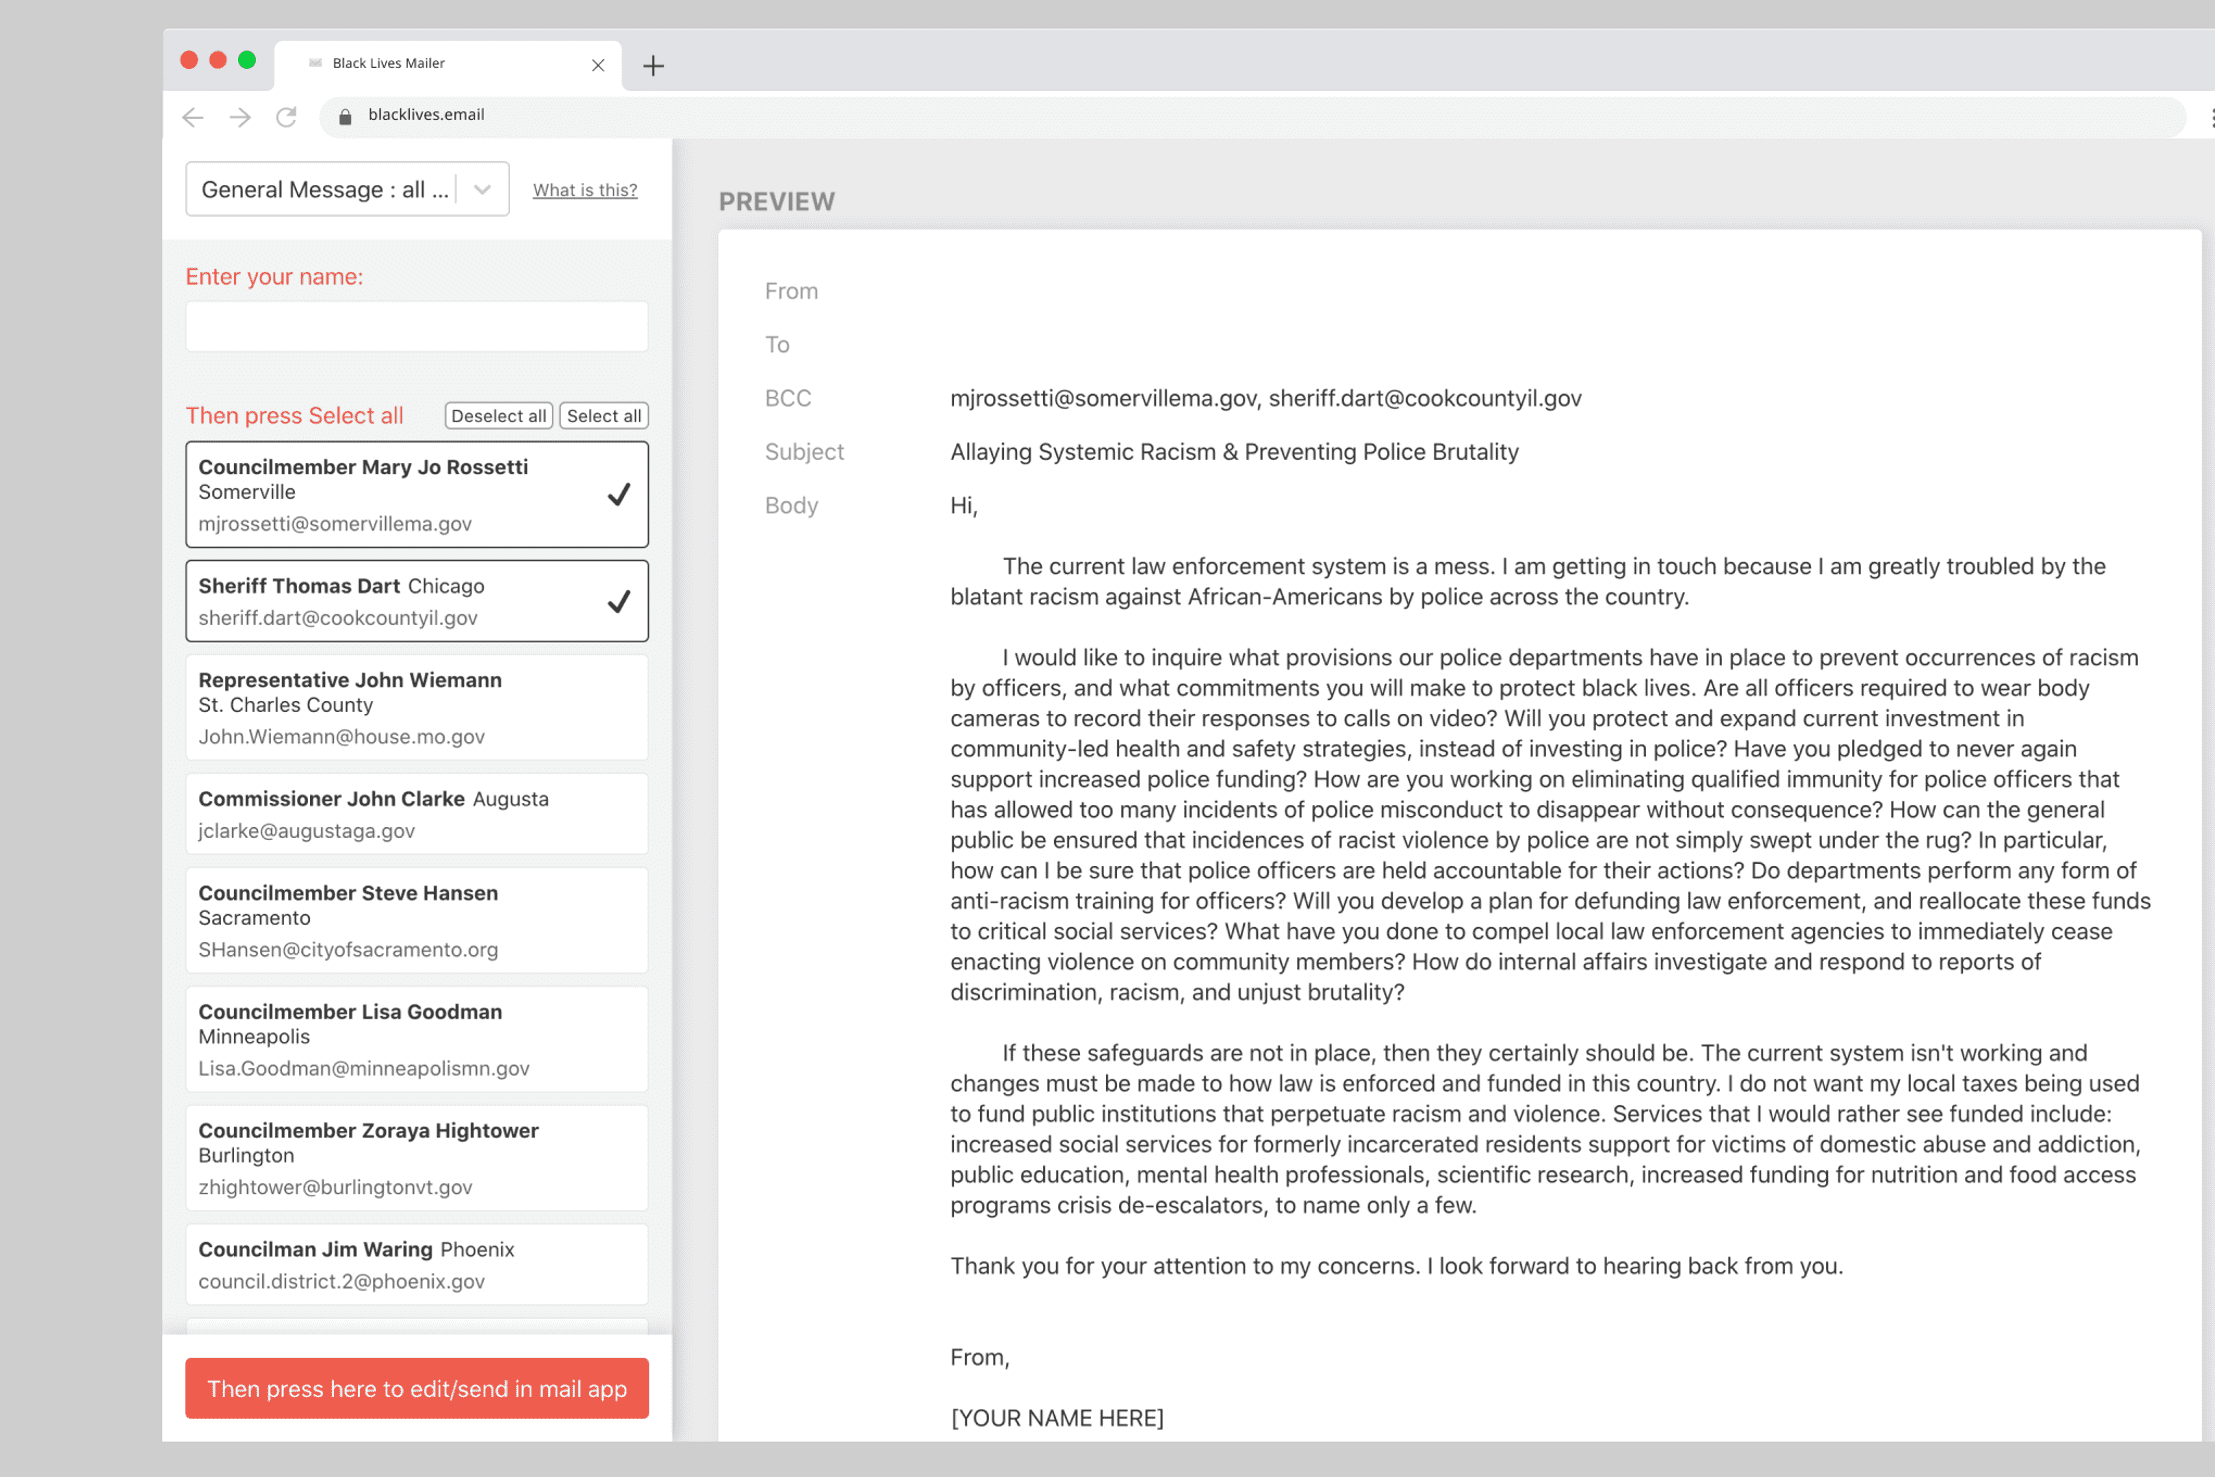 Black Lives Mailer
blacklives.email
General Message : all ...
What is this?
Enter your name:
Then press Select all
Deselect all
Select all
Councilmember Mary Jo Rossetti
Somerville
mjrossetti@somervillema.gov
Sheriff Thomas Dart Chicago
sheriff.dart@cookcountyil.gov
Representative John Wiemann
St. Charles County
John.Wiemann@house.mo.gov
Commissioner John Clarke Augusta
jclarke@augustaga.gov
Councilmember Steve Hansen
Sacramento
SHansen@cityofsacramento.org
Councilmember Lisa Goodman
Minneapolis
Lisa.Goodman@minneapolismn.gov
Councilmember Zoraya Hightower
Burlington
zhightower@burlingtonvt.gov
Councilman Jim Waring Phoenix
council.district.2@phoenix.gov
Then press here to edit/send in mail app
PREVIEW
From
To
BCC mjrossetti@somervillema.gov, sheriff.dart@cookcountyil.gov
Subject Allaying Systemic Racism & Preventing Police Brutality
Body Hi,
The current law enforcement system is a mess. I am getting in touch because I am greatly troubled by the
blatant racism against African-Americans by police across the country.
I would like to inquire what provisions our police departments have in place to prevent occurrences of racism
by officers, and what commitments you will make to protect black lives. Are all officers required to wear body
cameras to record their responses to calls on video? Will you protect and expand current investment in
community-led health and safety strategies, instead of investing in police? Have you pledged to never again
support increased police funding? How are you working on eliminating qualified immunity for police officers that
has allowed too many incidents of police misconduct to disappear without consequence? How can the general
public be ensured that incidences of racist violence by police are not simply swept under the rug? In particular,
how can I be sure that police officers are held accountable for their actions? Do departments perform any form of
anti-racism training for officers? Will you develop a plan for defunding law enforcement, and reallocate these funds
to critical social services? What have you done to compel local law enforcement agencies to immediately cease
enacting violence on community members? How do internal affairs investigate and respond to reports of
discrimination, racism, and unjust brutality?
If these safeguards are not in place, then they certainly should be. The current system isn't working and
changes must be made to how law is enforced and funded in this country. I do not want my local taxes being used
to fund public institutions that perpetuate racism and violence. Services that I would rather see funded include:
increased social services for formerly incarcerated residents support for victims of domestic abuse and addiction,
public education, mental health professionals, scientific research, increased funding for nutrition and food access
programs crisis de-escalators, to name only a few.
Thank you for your attention to my concerns. I look forward to hearing back from you.
From,
[YOUR NAME HERE]